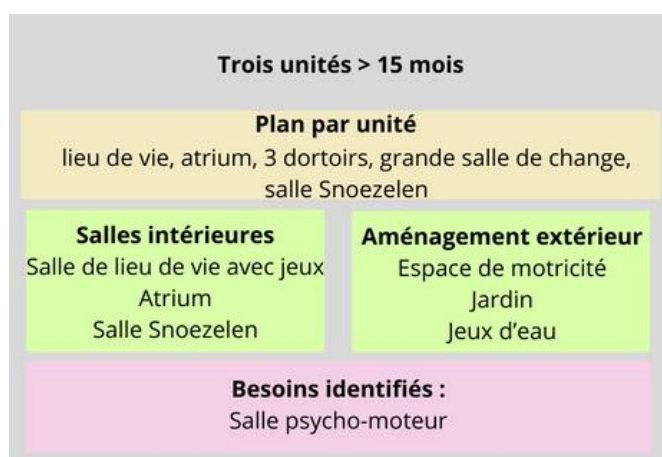 Trois unités > 15 mois
Plan par unité
lieu de vie, atrium, 3 dortoirs, grande salle de change,
salle Snoezelen
Salles intérieures
Salle de lieu de vie avec jeux
Atrium
Salle Snoezelen
Aménagement extérieur
Espace de motricité
Jardin
Jeux d'eau
Besoins identifiés :
Salle psycho-moteur